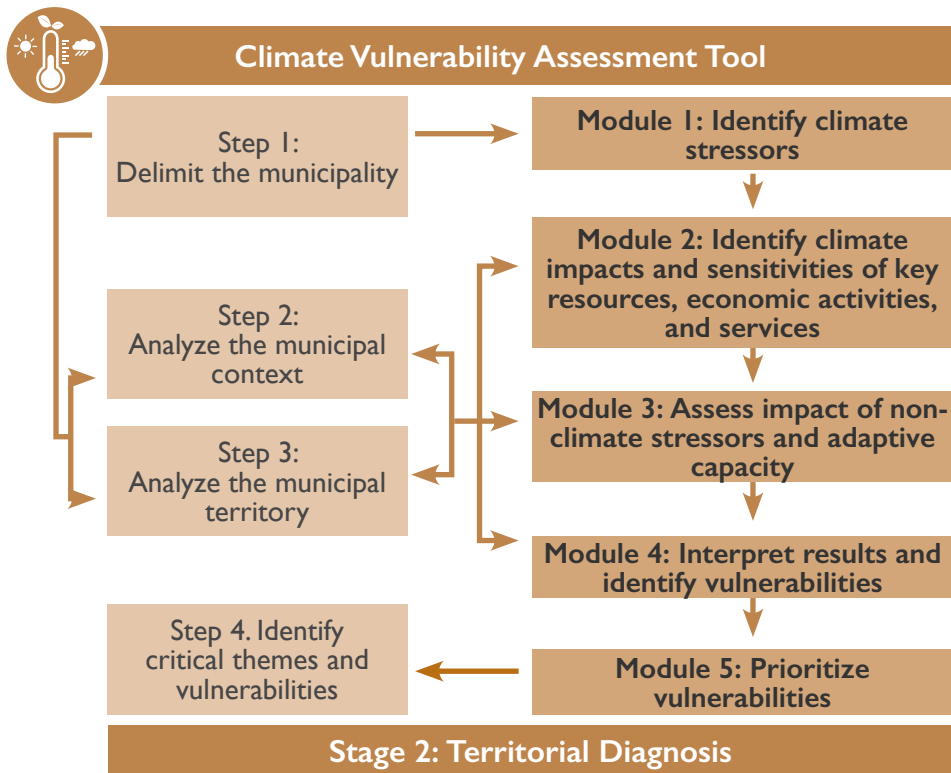 Climate Vulnerability Assessment Tool
Step 1:
Delimit the municipality
Module 1: Identify climate
stressors
Module 2: Identify climate
impacts and sensitivities of key
resources, economic activities,
and services
Step 2:
Analyze the municipal
context
Module 3: Assess impact of non-
climate stressors and adaptive
capacity
Step 3:
Analyze the municipal
territory
Module 4: Interpret results and
identify vulnerabilities
Step 4. Identify
critical themes and
vulnerabilities
Module 5: Prioritize
vulnerabilities
Stage 2: Territorial Diagnosis